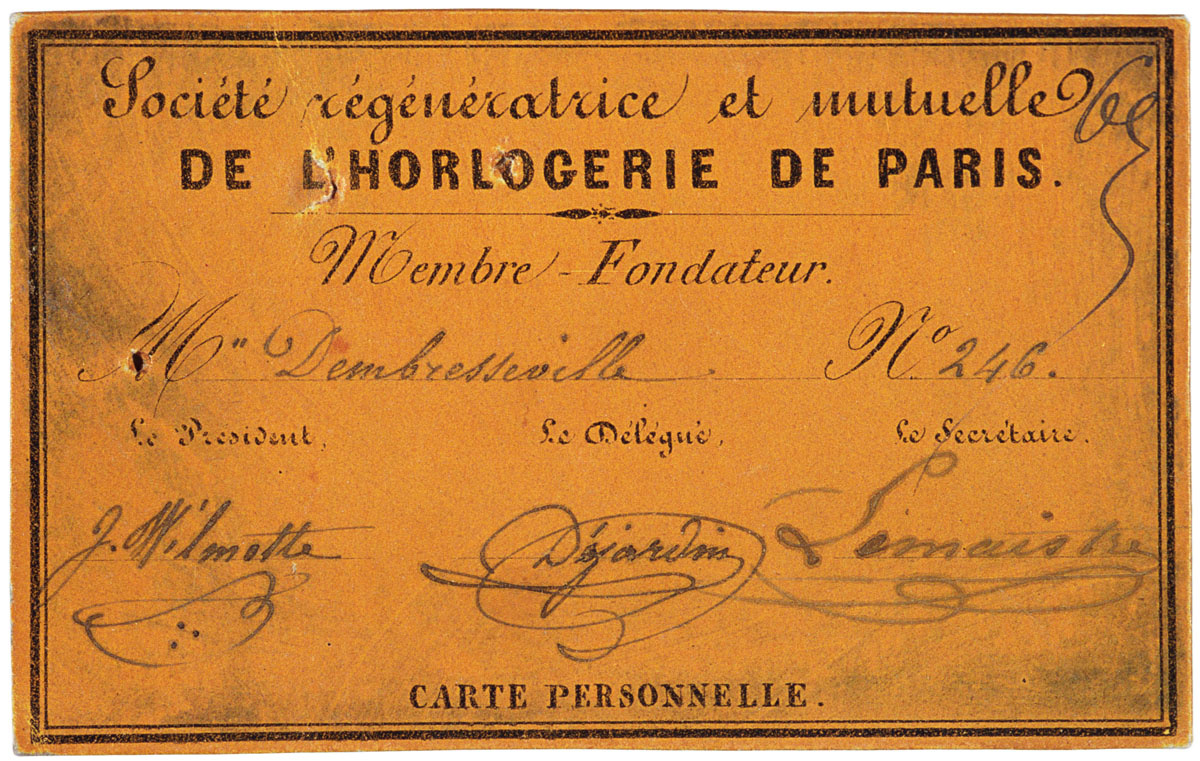 Société régénératrice et mutuelle
DE L'HORLOGERIE DE PARIS.
Membre-Fondateur.
Mr Dembresseville No 246.
Le Président, Le Délégué, Le Secrétaire.
J. Wilmotte Déjardin Lemaistre
CARTE PERSONNELLE.